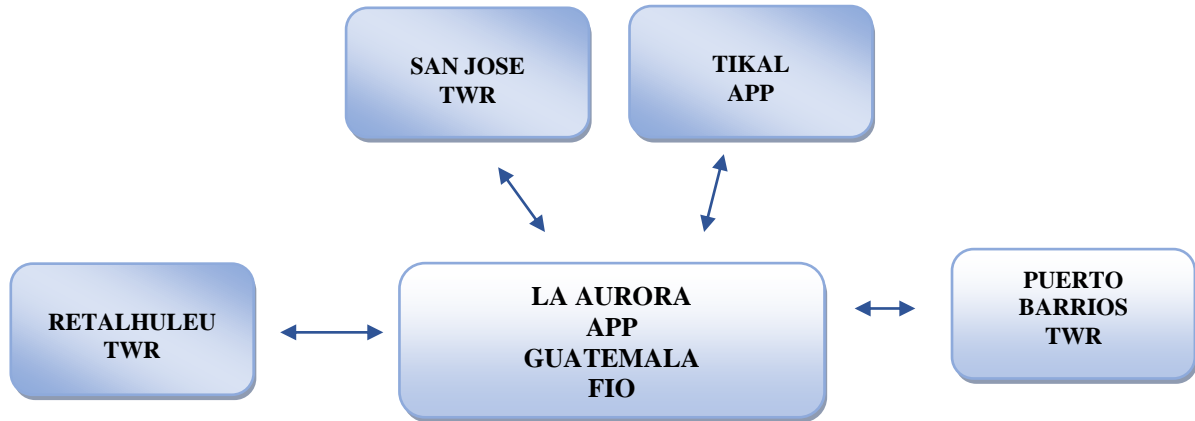 SAN JOSE
TWR
TIKAL
APP
RETALHULEU
TWR
LA AURORA
APP
GUATEMALA
FIO
PUERTO
BARRIOS
TWR